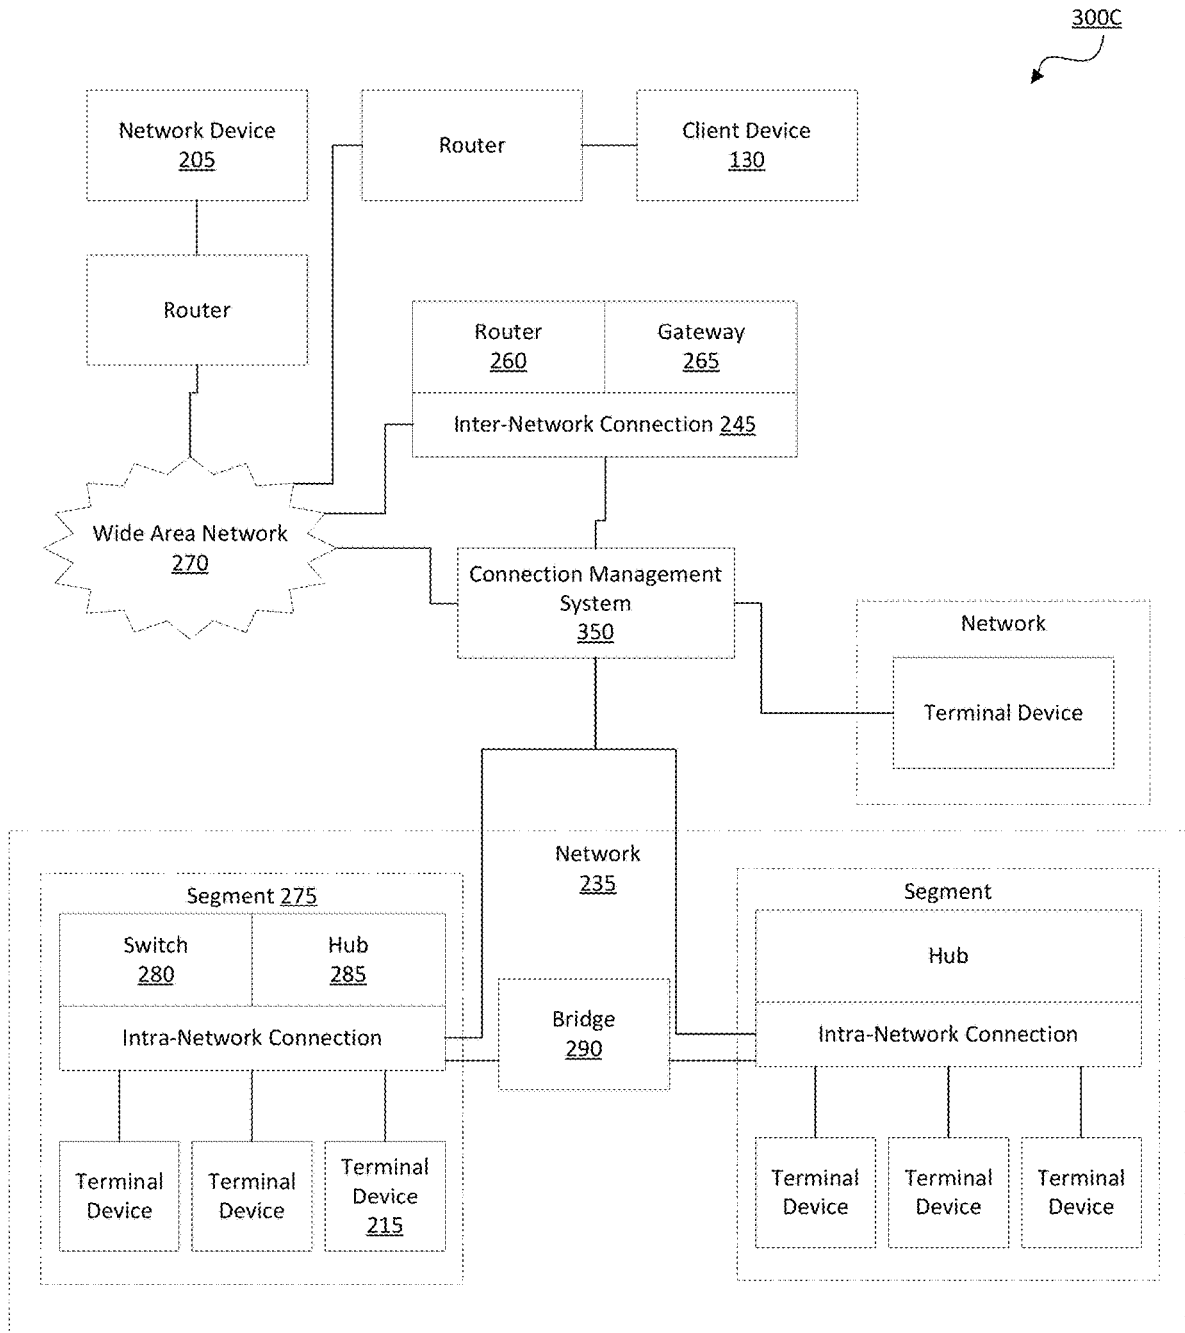 300C
Network Device
205
Router
Client Device
130
Router
Router
260
Gateway
265
Inter-Network Connection 245
Wide Area Network
270
Connection Management
System
350
Network
Terminal Device
Network
235
Segment 275
Switch
280
Hub
285
Intra-Network Connection
Bridge
290
Segment
Hub
Intra-Network Connection
Terminal
Device
Terminal
Device
Terminal
Device
215
Terminal
Device
Terminal
Device
Terminal
Device